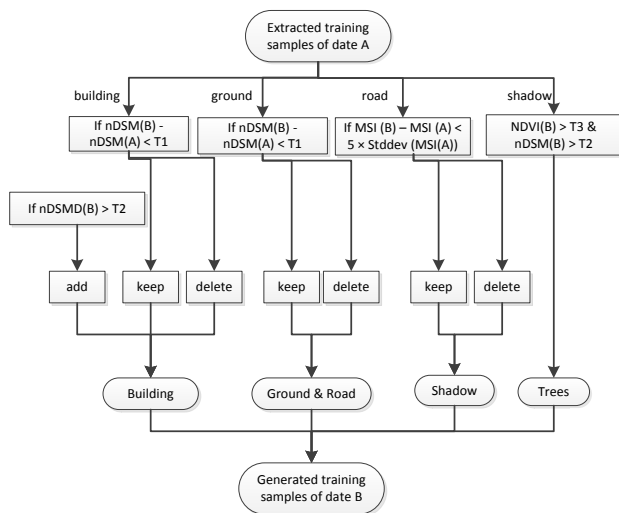 Extracted training
samples of date A
building
ground
road
shadow
If nDSM(B) -
nDSM(A) < T1
If nDSM(B) -
nDSM(A) < T1
If MSI (B) – MSI (A) <
5 × Stddev (MSI(A))
NDVI(B) > T3 &
nDSM(B) > T2
If nDSMD(B) > T2
add
keep
delete
keep
delete
keep
delete
Building
Ground & Road
Shadow
Trees
Generated training
samples of date B